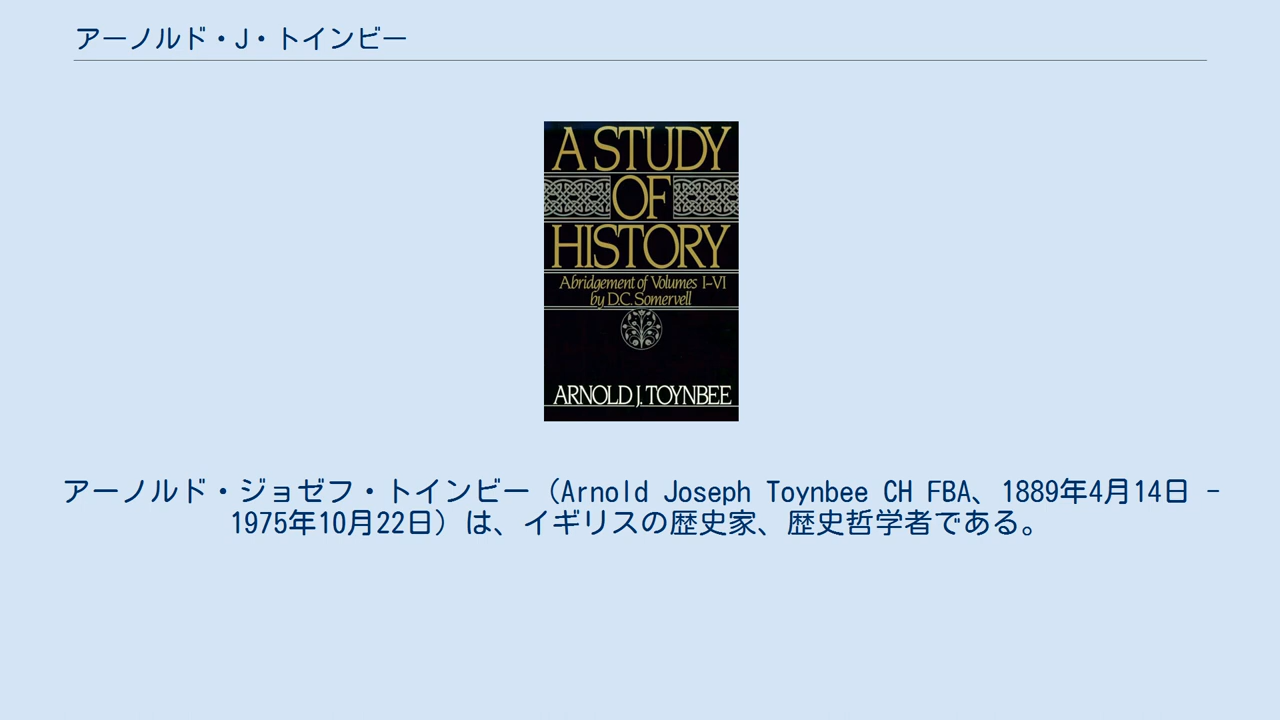 アーノルド・J・トインビー
A STUDY
OF
HISTORY
Abridgement of Volumes I-VI
by D.C. Somervell
ARNOLD J. TOYNBEE
アーノルド・ジョゼフ・トインビー（Arnold Joseph Toynbee CH FBA、1889年4月14日 -
1975年10月22日）は、イギリスの歴史家、歴史哲学者である。